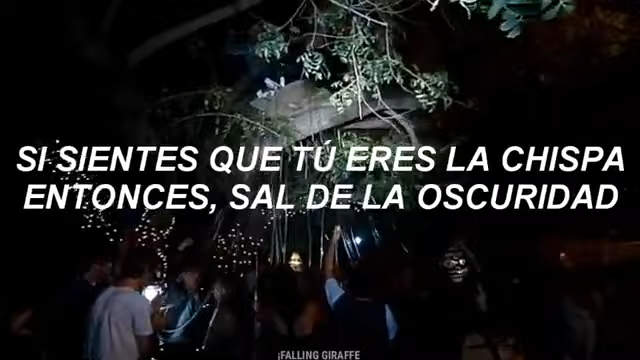 SI SIENTES QUE TÚ ERES LA CHISPA
ENTONCES, SAL DE LA OSCURIDAD
¡FALLING GIRAFFE